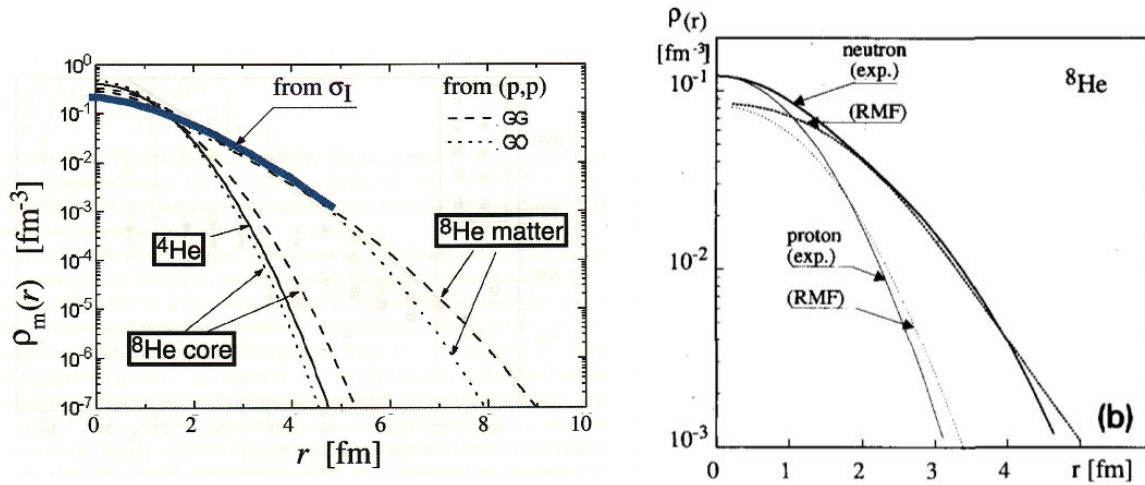 from σI
from (p,p)
GG
GO
10⁰
10⁻¹
10⁻²
10⁻³
10⁻⁴
10⁻⁵
10⁻⁶
10⁻⁷
ρm(r) [fm⁻³]
⁴He
⁸He matter
⁸He core
0 2 4 6 8 10
r [fm]
ρ(r)
[fm⁻³]
10⁻¹
10⁻²
10⁻³
neutron
(exp.)
⁸He
(RMF)
proton
(exp.)
(RMF)
(b)
0 1 2 3 4 r [fm]